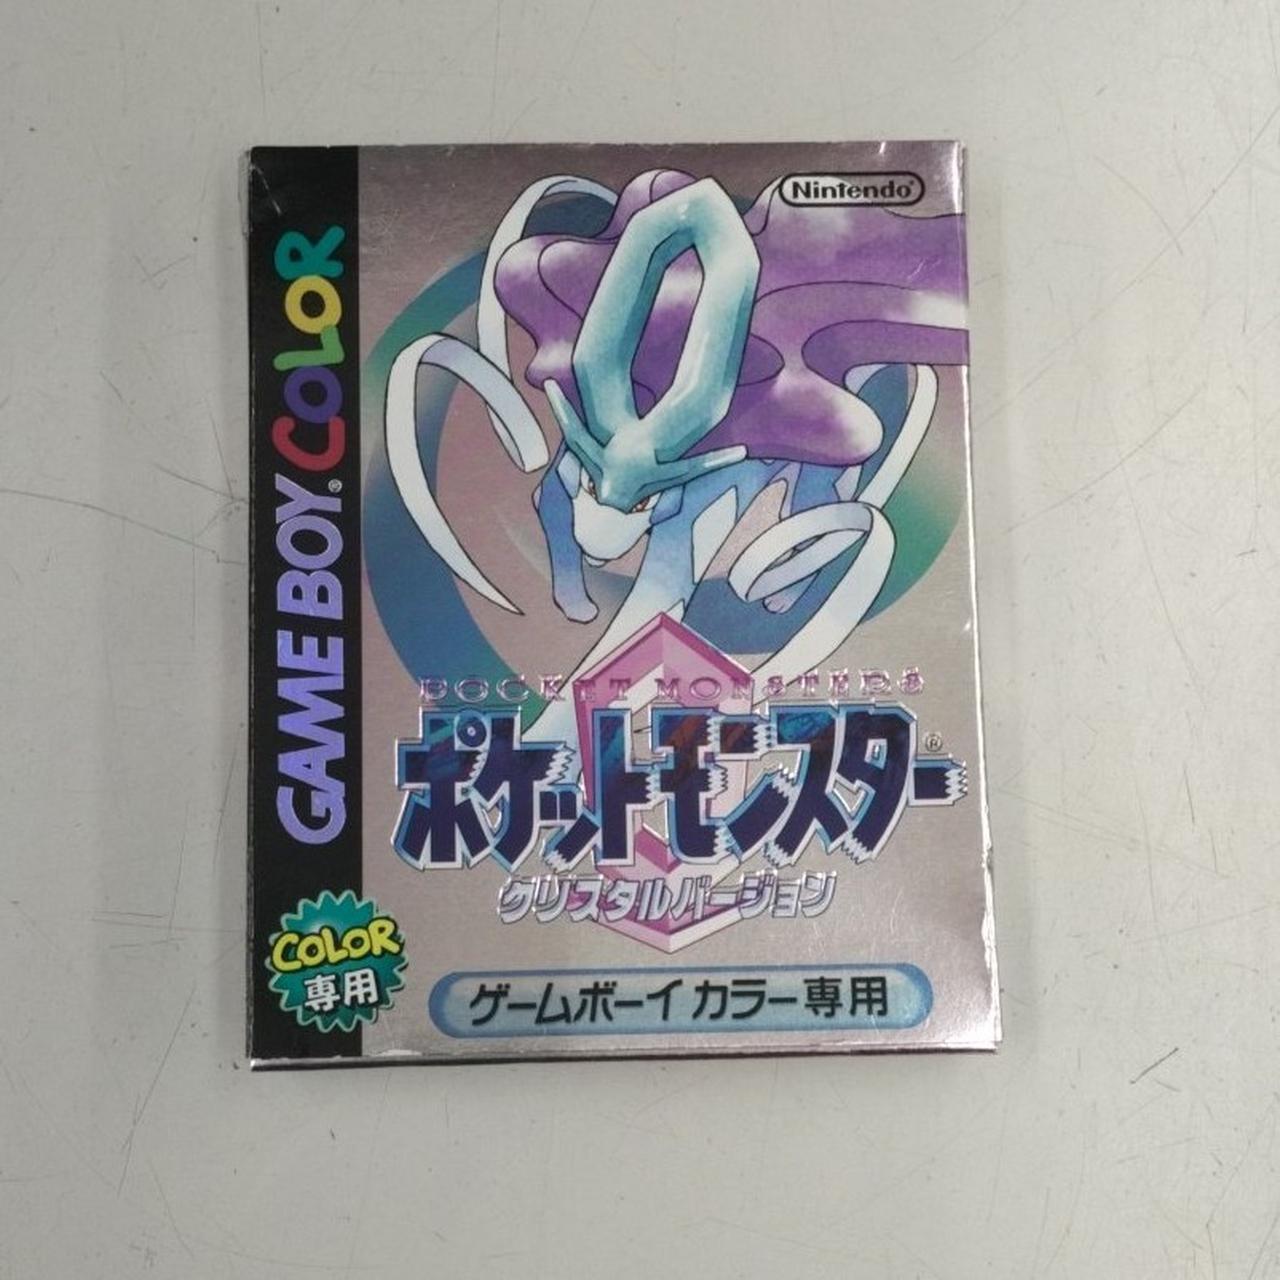 Nintendo®
GAME BOY® COLOR
POCKET MONSTERS
ポケットモンスター®
クリスタルバージョン
COLOR
専用
ゲームボーイ カラー専用